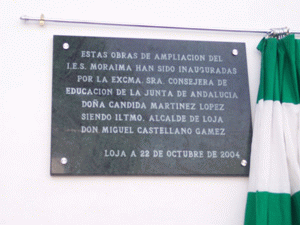 ESTAS OBRAS DE AMPLIACION DEL
I.E.S. MORAIMA HAN SIDO INAUGURADAS
POR LA EXCMA. SRA. CONSEJERA DE
EDUCACION DE LA JUNTA DE ANDALUCIA
DOÑA CANDIDA MARTINEZ LOPEZ
SIENDO ILTMO. ALCALDE DE LOJA
DON MIGUEL CASTELLANO GAMEZ
LOJA A 22 DE OCTUBRE DE 2004